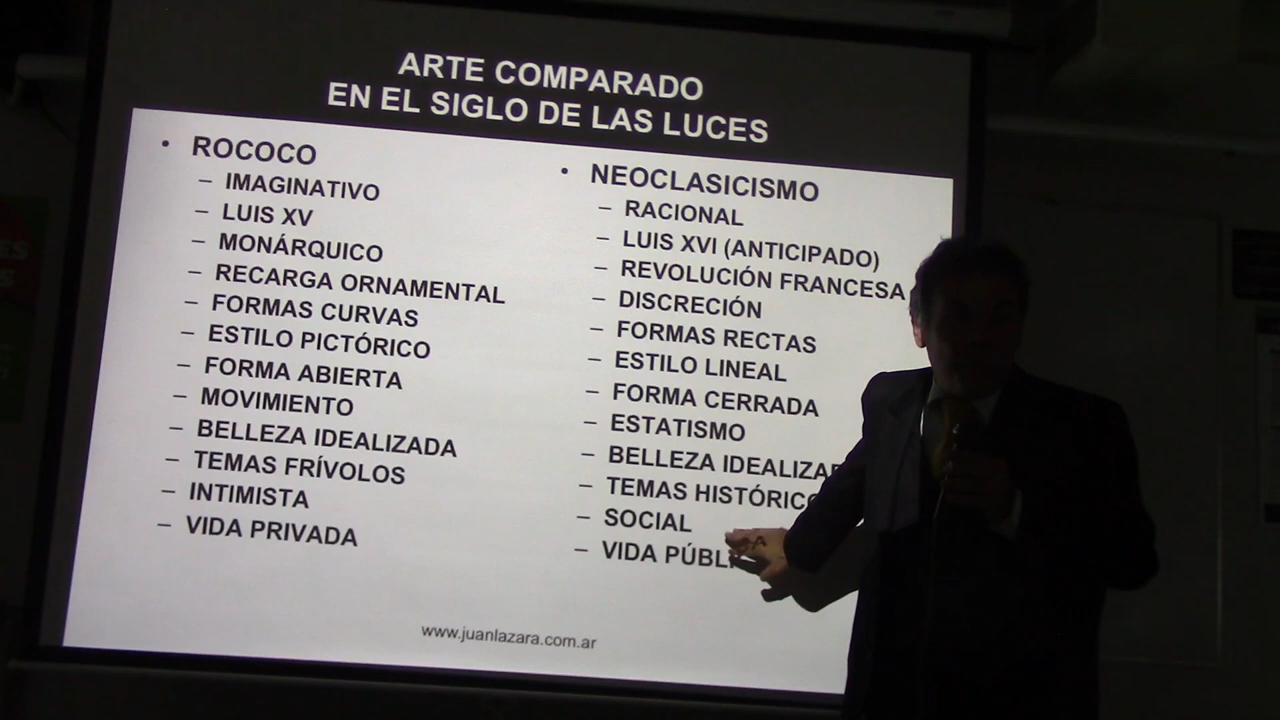 ARTE COMPARADO
EN EL SIGLO DE LAS LUCES
• ROCOCO
– IMAGINATIVO
– LUIS XV
– MONÁRQUICO
– RECARGA ORNAMENTAL
– FORMAS CURVAS
– ESTILO PICTÓRICO
– FORMA ABIERTA
– MOVIMIENTO
– BELLEZA IDEALIZADA
– TEMAS FRÍVOLOS
– INTIMISTA
– VIDA PRIVADA
• NEOCLASICISMO
– RACIONAL
– LUIS XVI (ANTICIPADO)
– REVOLUCIÓN FRANCESA
– DISCRECIÓN
– FORMAS RECTAS
– ESTILO LINEAL
– FORMA CERRADA
– ESTATISMO
– BELLEZA
– TEMAS
– SOCIAL
– VIDA
www.juanlazara.com.ar